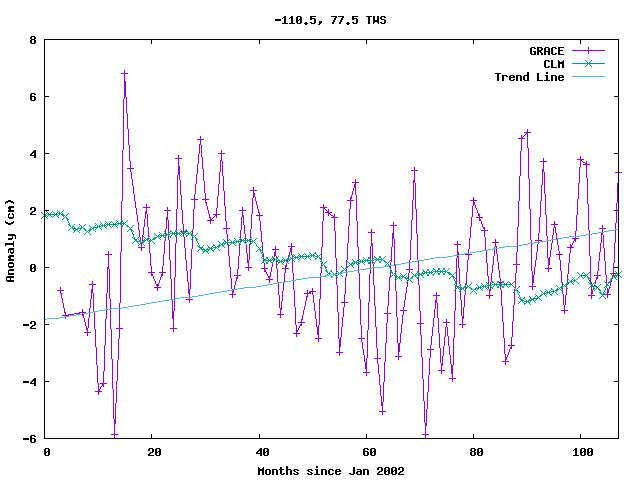 -110.5, 77.5 TWS
GRACE
CLM
Trend Line
Anomaly (cm)
8
6
4
2
0
-2
-4
-6
0 20 40 60 80 100
Months since Jan 2002